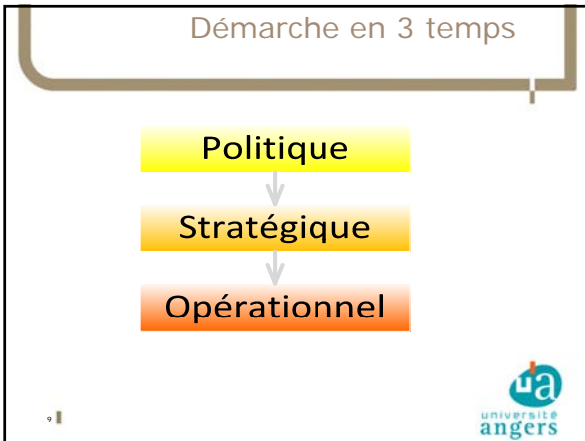 Démarche en 3 temps
Politique
Stratégique
Opérationnel
9
ua
université
angers